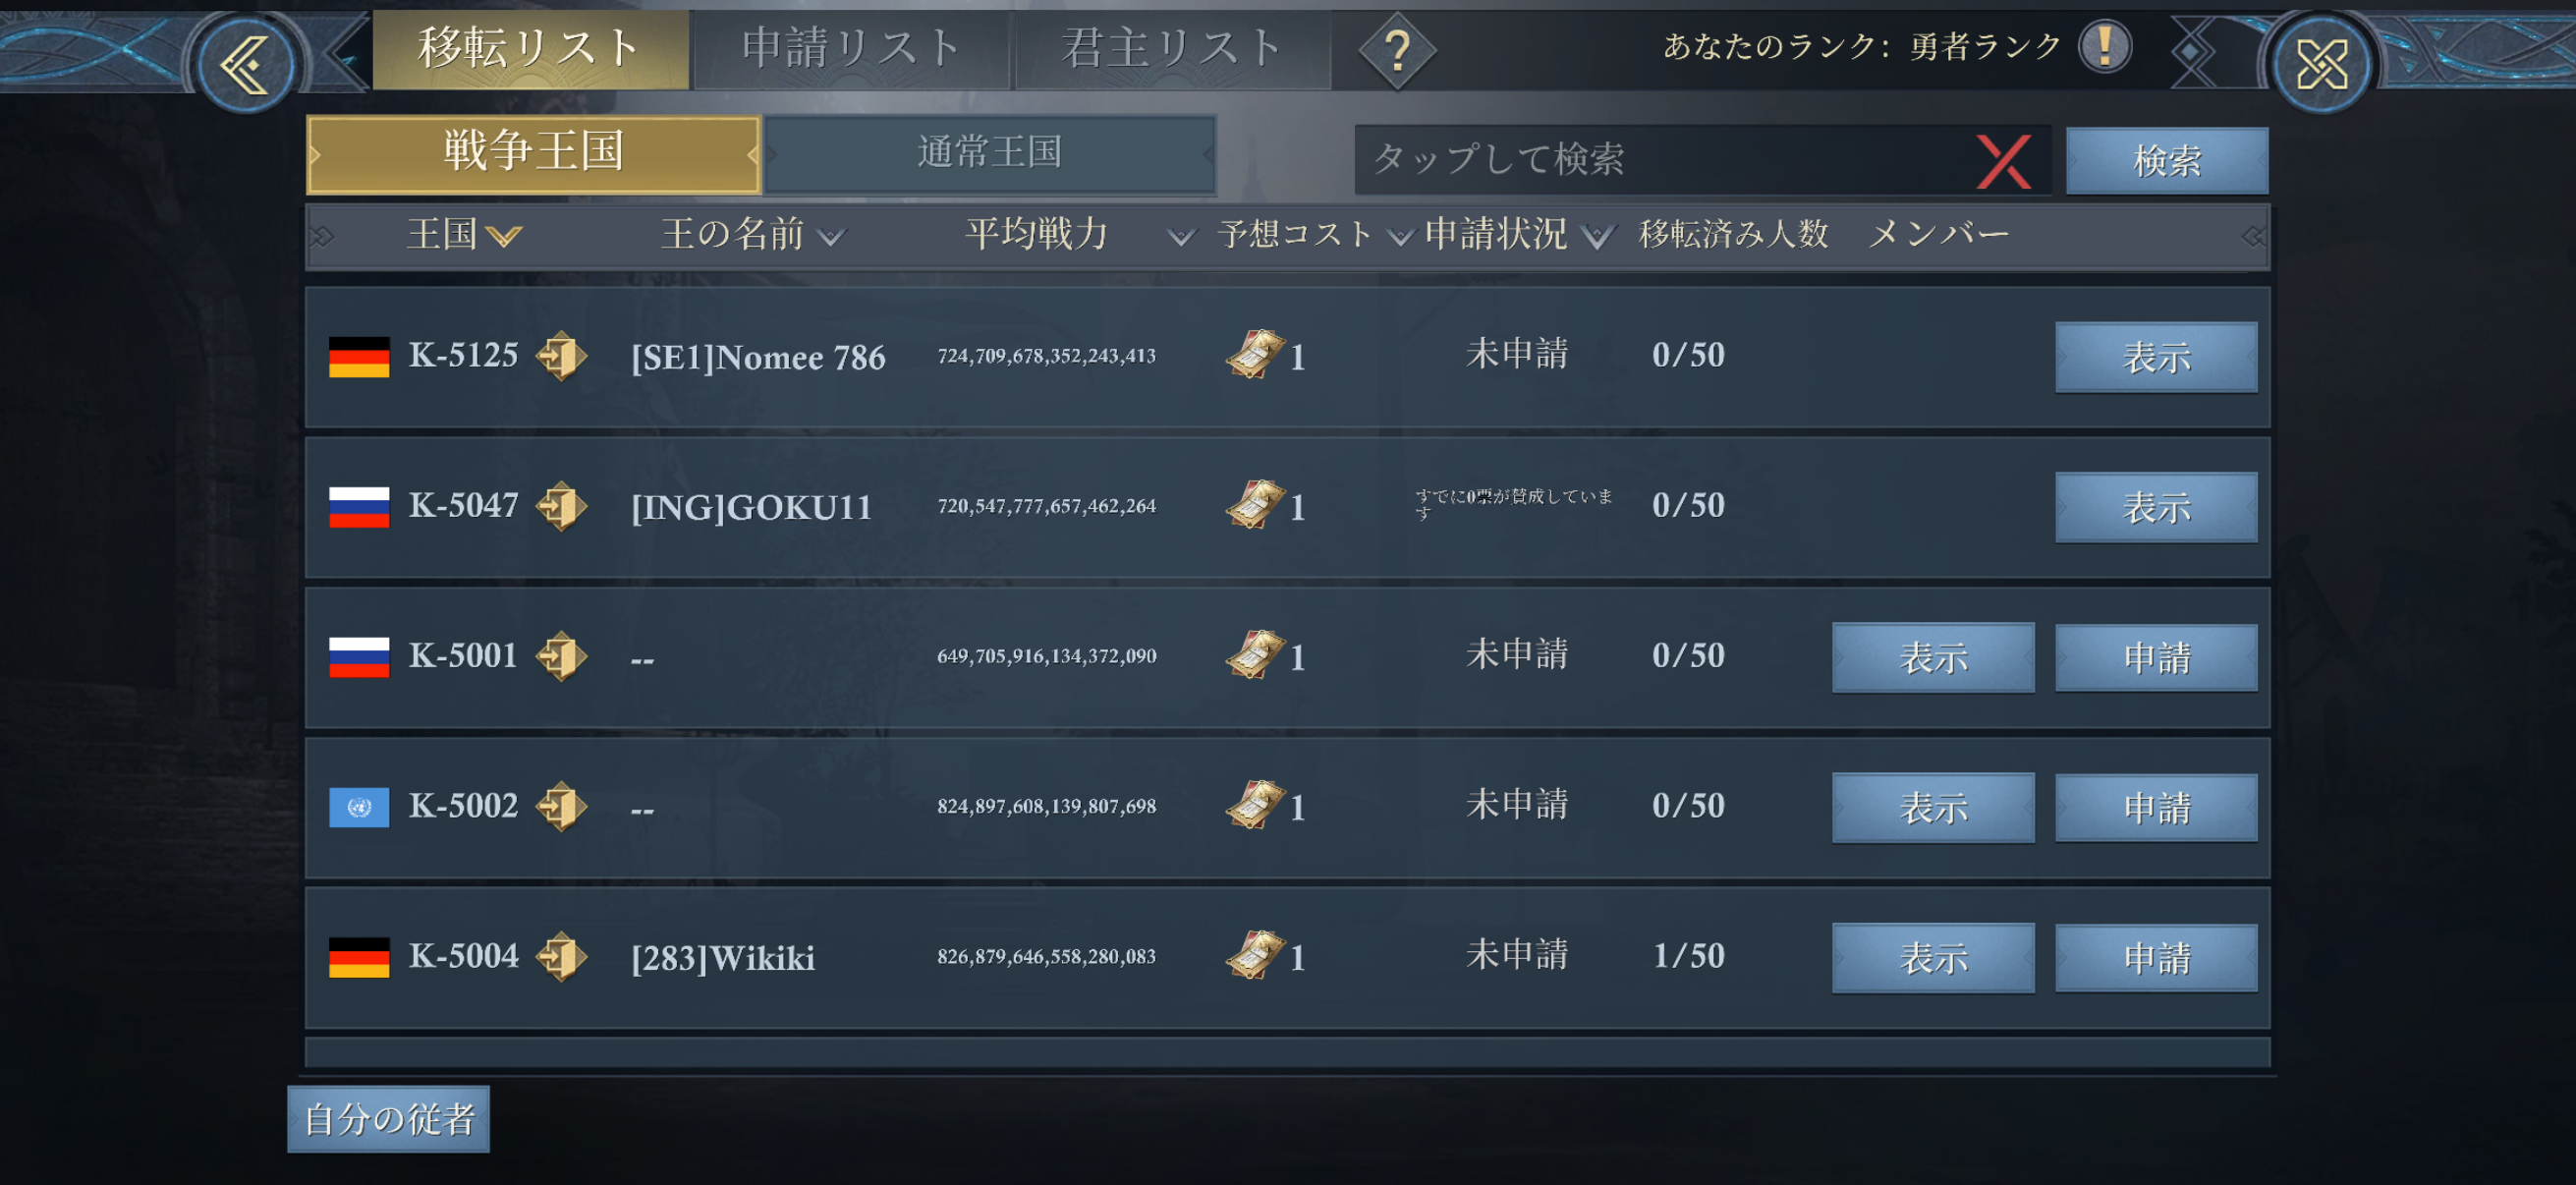 移転リスト 申請リスト 君主リスト ? あなたのランク: 勇者ランク !
戦争王国 通常王国 タップして検索 検索
王国 王の名前 平均戦力 予想コスト 申請状況 移転済み人数 メンバー
K-5125 [SE1]Nomee 786 724,709,678,352,243,413 1 未申請 0/50 表示
K-5047 [ING]GOKU11 720,547,777,657,462,264 1 すでに0票が賛成していま
す 0/50 表示
K-5001 -- 649,705,916,134,372,090 1 未申請 0/50 表示 申請
K-5002 -- 824,897,608,139,807,698 1 未申請 0/50 表示 申請
K-5004 [283]Wikiki 826,879,646,558,280,083 1 未申請 1/50 表示 申請
自分の従者